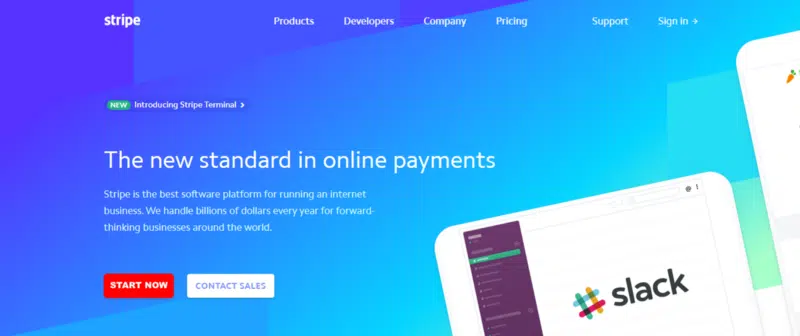 stripe
Products Developers Company Pricing Support Sign in →
NEW Introducing Stripe Terminal ›
The new standard in online payments
Stripe is the best software platform for running an internet
business. We handle billions of dollars every year for forward-
thinking businesses around the world.
START NOW CONTACT SALES
slack